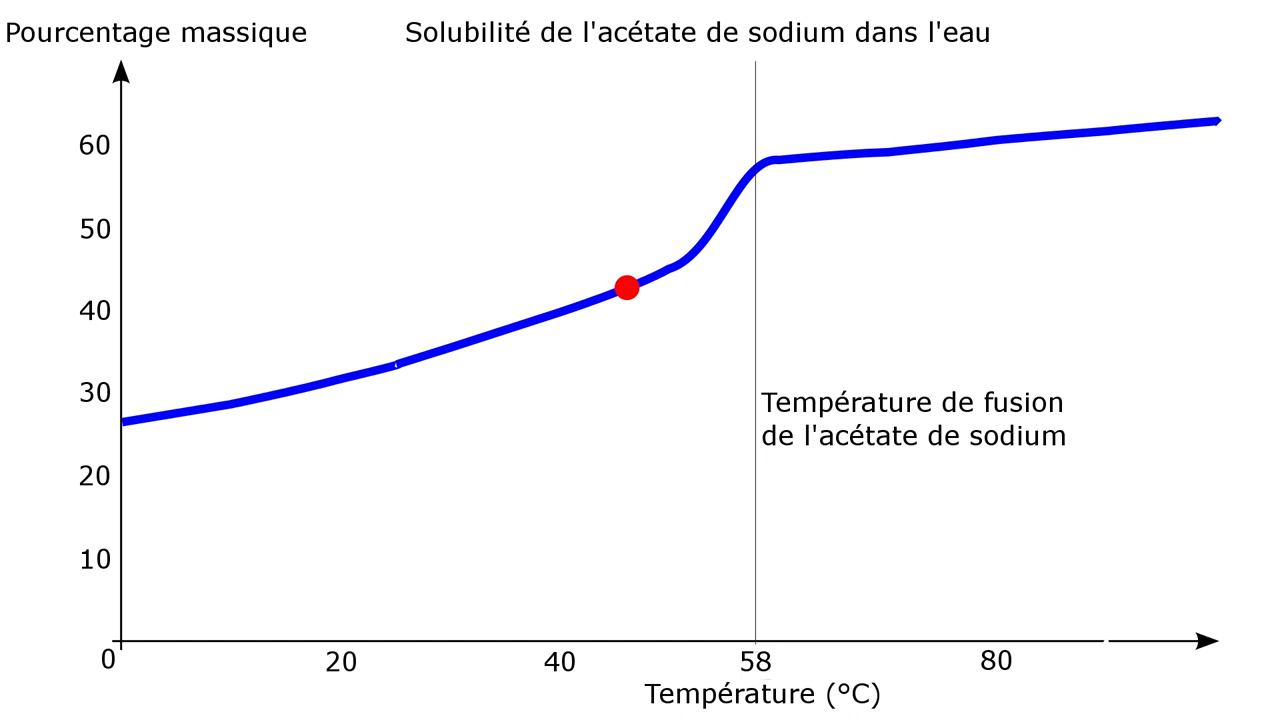 Pourcentage massique
Solubilité de l'acétate de sodium dans l'eau
60
50
40
30
20
10
Température de fusion
de l'acétate de sodium
0
20
40
58
80
Température (°C)